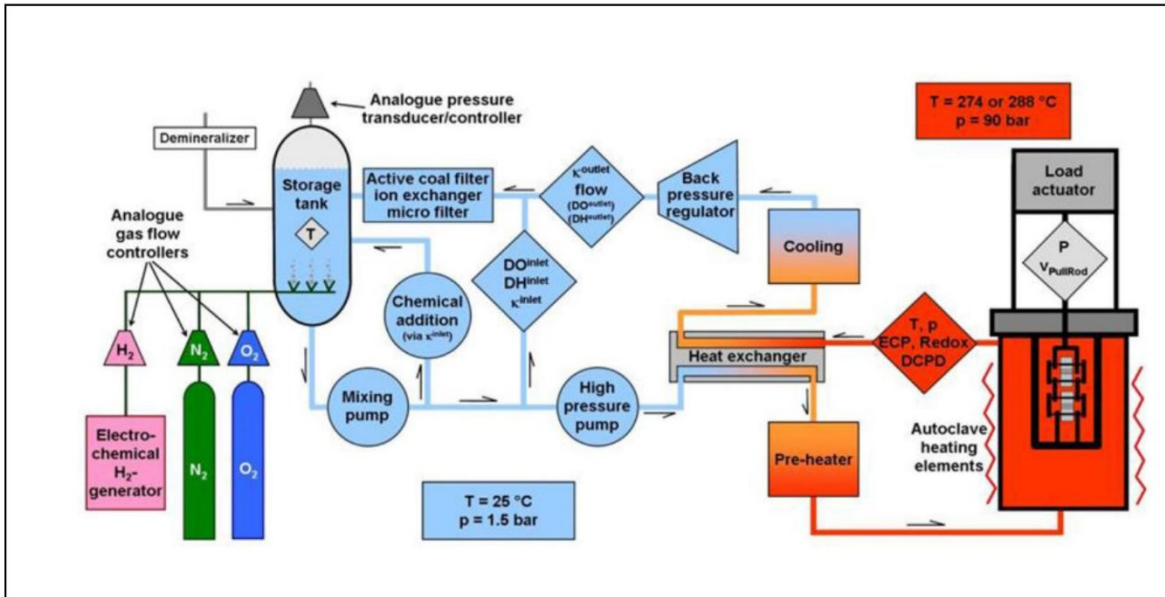 Analogue pressure
transducer/controller
Demineralizer
Storage
tank
T
Analogue
gas flow
controllers
H₂
N₂
O₂
Electro-
chemical
H₂-
generator
N₂
O₂
Active coal filter
ion exchanger
micro filter
κᵒᵘᵗˡᵉᵗ
flow
(DOᵒᵘᵗˡᵉᵗ)
(DHᵒᵘᵗˡᵉᵗ)
Back
pressure
regulator
Cooling
Chemical
addition
(via κⁱⁿˡᵉᵗ)
DOⁱⁿˡᵉᵗ
DHⁱⁿˡᵉᵗ
κⁱⁿˡᵉᵗ
Mixing
pump
High
pressure
pump
Heat exchanger
Pre-heater
T = 25 °C
p = 1.5 bar
T = 274 or 288 °C
p = 90 bar
Load
actuator
P
V_PullRod
T, p
ECP, Redox
DCPD
Autoclave
heating
elements